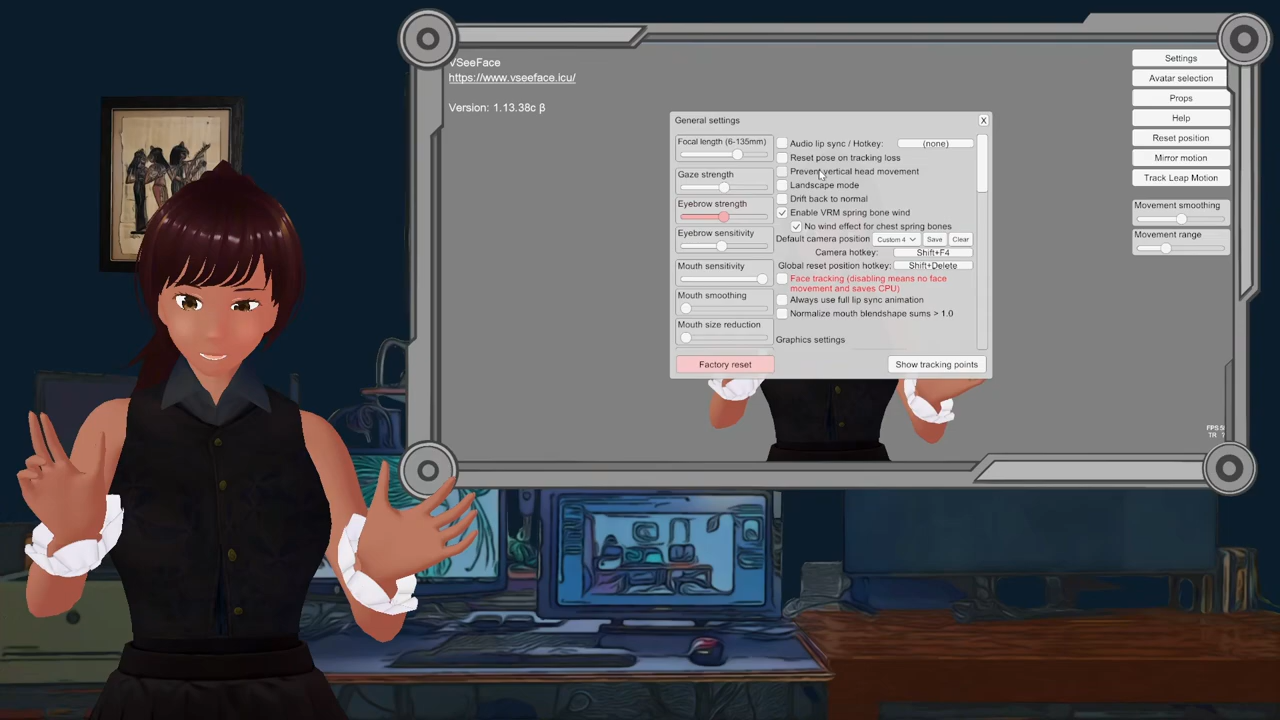 VSeeFace
https://www.vseeface.icu/
Version: 1.13.38c β
General settings
X
Focal length (6-135mm)
Gaze strength
Eyebrow strength
Eyebrow sensitivity
Mouth sensitivity
Mouth smoothing
Mouth size reduction
Factory reset
Audio lip sync / Hotkey: (none)
Reset pose on tracking loss
Prevent vertical head movement
Landscape mode
Drift back to normal
Enable VRM spring bone wind
No wind effect for chest spring bones
Default camera position Custom 4 Save Clear
Camera hotkey: Shift+F4
Global reset position hotkey: Shift+Delete
Face tracking (disabling means no face
movement and saves CPU)
Always use full lip sync animation
Normalize mouth blendshape sums > 1.0
Graphics settings
Show tracking points
Settings
Avatar selection
Props
Help
Reset position
Mirror motion
Track Leap Motion
Movement smoothing
Movement range
FPS
TR